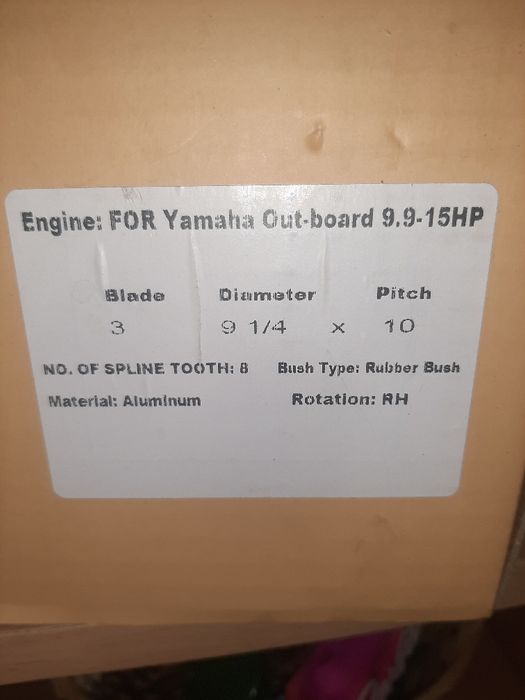 Engine: FOR Yamaha Out-board 9.9-15HP
Blade Diameter Pitch
3 9 1/4 x 10
NO. OF SPLINE TOOTH: 8 Bush Type: Rubber Bush
Material: Aluminum Rotation: RH